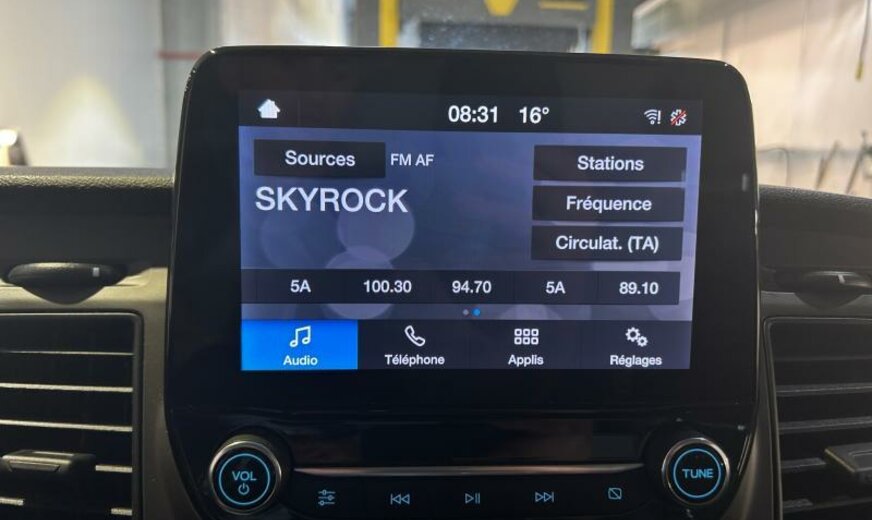 08:31 16°
Sources FM AF Stations
SKYROCK Fréquence
Circulat. (TA)
5A 100.30 94.70 5A 89.10
Audio Téléphone Applis Réglages
VOL TUNE